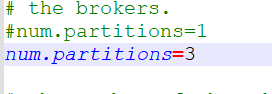 # the brokers.
#num.partitions=1
num.partitions=3